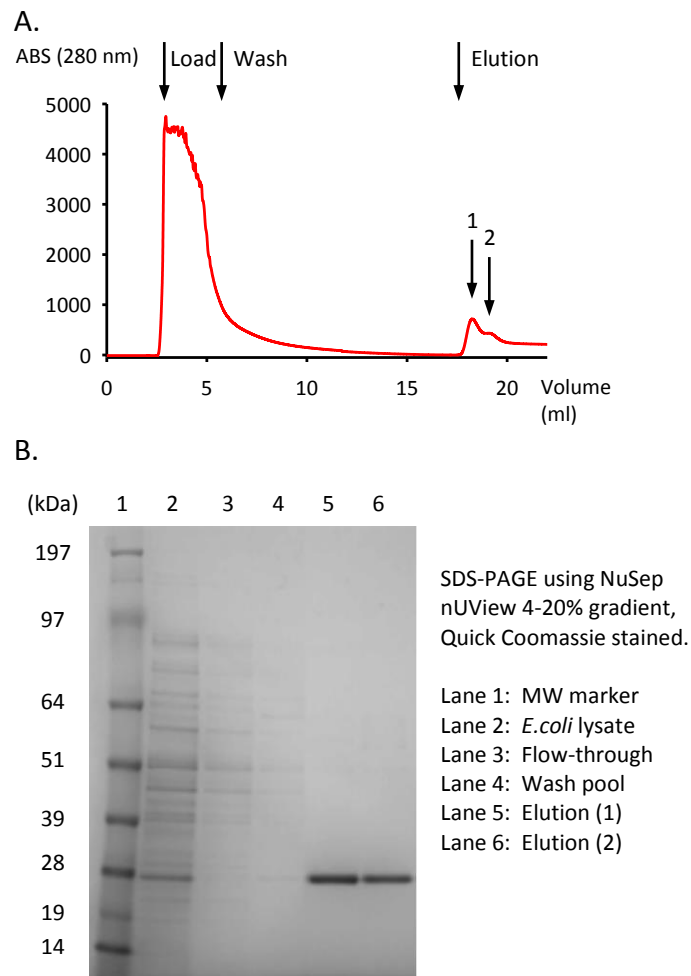 A.
ABS (280 nm) Load Wash Elution
5000
4000
3000
2000
1000
0
1
2
0 5 10 15 20 Volume
(ml)
B.
(kDa) 1 2 3 4 5 6
197
97
64
51
39
28
19
14
SDS-PAGE using NuSep
nUView 4-20% gradient,
Quick Coomassie stained.
Lane 1: MW marker
Lane 2: E.coli lysate
Lane 3: Flow-through
Lane 4: Wash pool
Lane 5: Elution (1)
Lane 6: Elution (2)